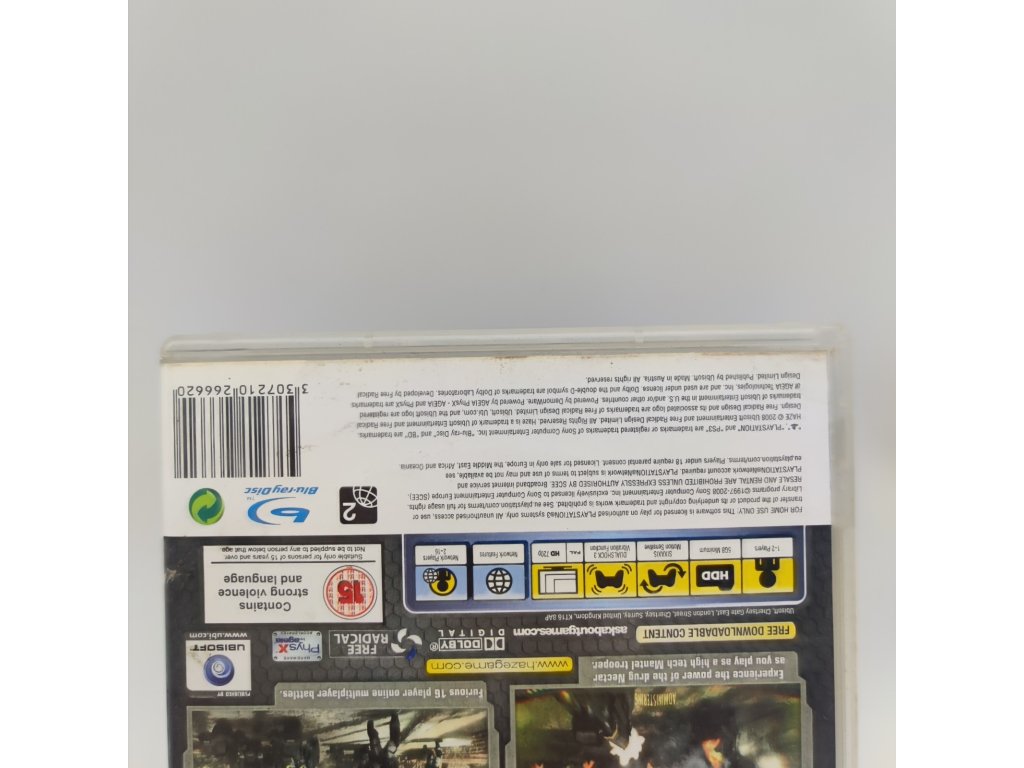 ADMINISTERING
Experience the power of the drug Nectar
as you play as a high tech Mantel trooper.
Furous 16 player online multiplayer battles.
www.hazegame.com
FREE DOWNLOADABLE CONTENT
askaboutgames.com
DOLBY®
DIGITAL
FREE
RADICAL
PhysX
by ageia
PUBLISHED BY
UBISOFT
www.ubi.com
Ubisoft, Chertsey Gate East, London Street, Chertsey, Surrey, United Kingdom, KT16 8AP
1-2 Players
HDD
5GB Minimum
SIXAXIS
Motion Sensitive
DUALSHOCK 3
Vibration Function
PAL HD 720p
Network Features
Network Players
2-16
15
Contains
strong violence
and language
Suitable only for persons of 15 years and over.
Not to be supplied to any person below that age.
FOR HOME USE ONLY. This software is licensed for play on authorised PLAYSTATION®3 systems only. All unauthorised access, use or
transfer of the product or its underlying copyright and trademark works is prohibited. See eu.playstation.com/terms for full usage rights.
Library programs ©1997-2008 Sony Computer Entertainment Inc. exclusively licensed to Sony Computer Entertainment Europe (SCEE).
RESALE AND RENTAL ARE PROHIBITED UNLESS EXPRESSLY AUTHORISED BY SCEE. Broadband internet service and
PLAYSTATION®Network account required. PLAYSTATION®Network is subject to terms of use and may not be available, see
eu.playstation.com/terms. Players under 18 require parental consent. Licensed for sale only in Europe, the Middle East, Africa and Oceania.
2
Blu-ray Disc
TM
"PLAYSTATION" and "PS3" are trademarks or registered trademarks of Sony Computer Entertainment Inc. "Blu-ray Disc" and "BD" are trademarks.
HAZE © 2008 Free Radical Design Limited. All Rights Reserved. Haze is a trademark of Ubisoft Entertainment and Free Radical
Design. Free Radical Design and its associated logo are trademarks of Free Radical Design Limited. Ubisoft, Ubi.com, and the Ubisoft logo are registered
trademarks of Ubisoft Entertainment in the U.S. and/or other countries. Powered by DemonWare. Powered by AGEIA PhysX - AGEIA and PhysX are trademarks
of AGEIA Technologies, Inc. and are used under license. Dolby and the double-D symbol are trademarks of Dolby Laboratories. Developed by Free Radical
Design Limited. Published by Ubisoft. Made in Austria. All rights reserved.
3 307210 266620